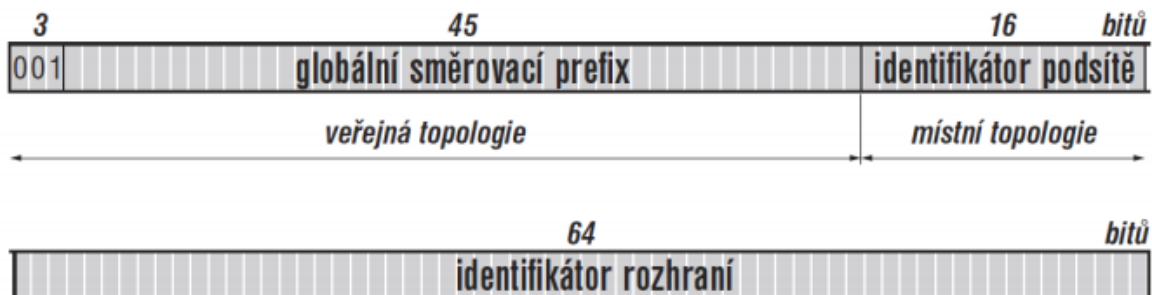 3 45 16 bitů
001 globální směrovací prefix identifikátor podsítě
veřejná topologie místní topologie
64 bitů
identifikátor rozhraní